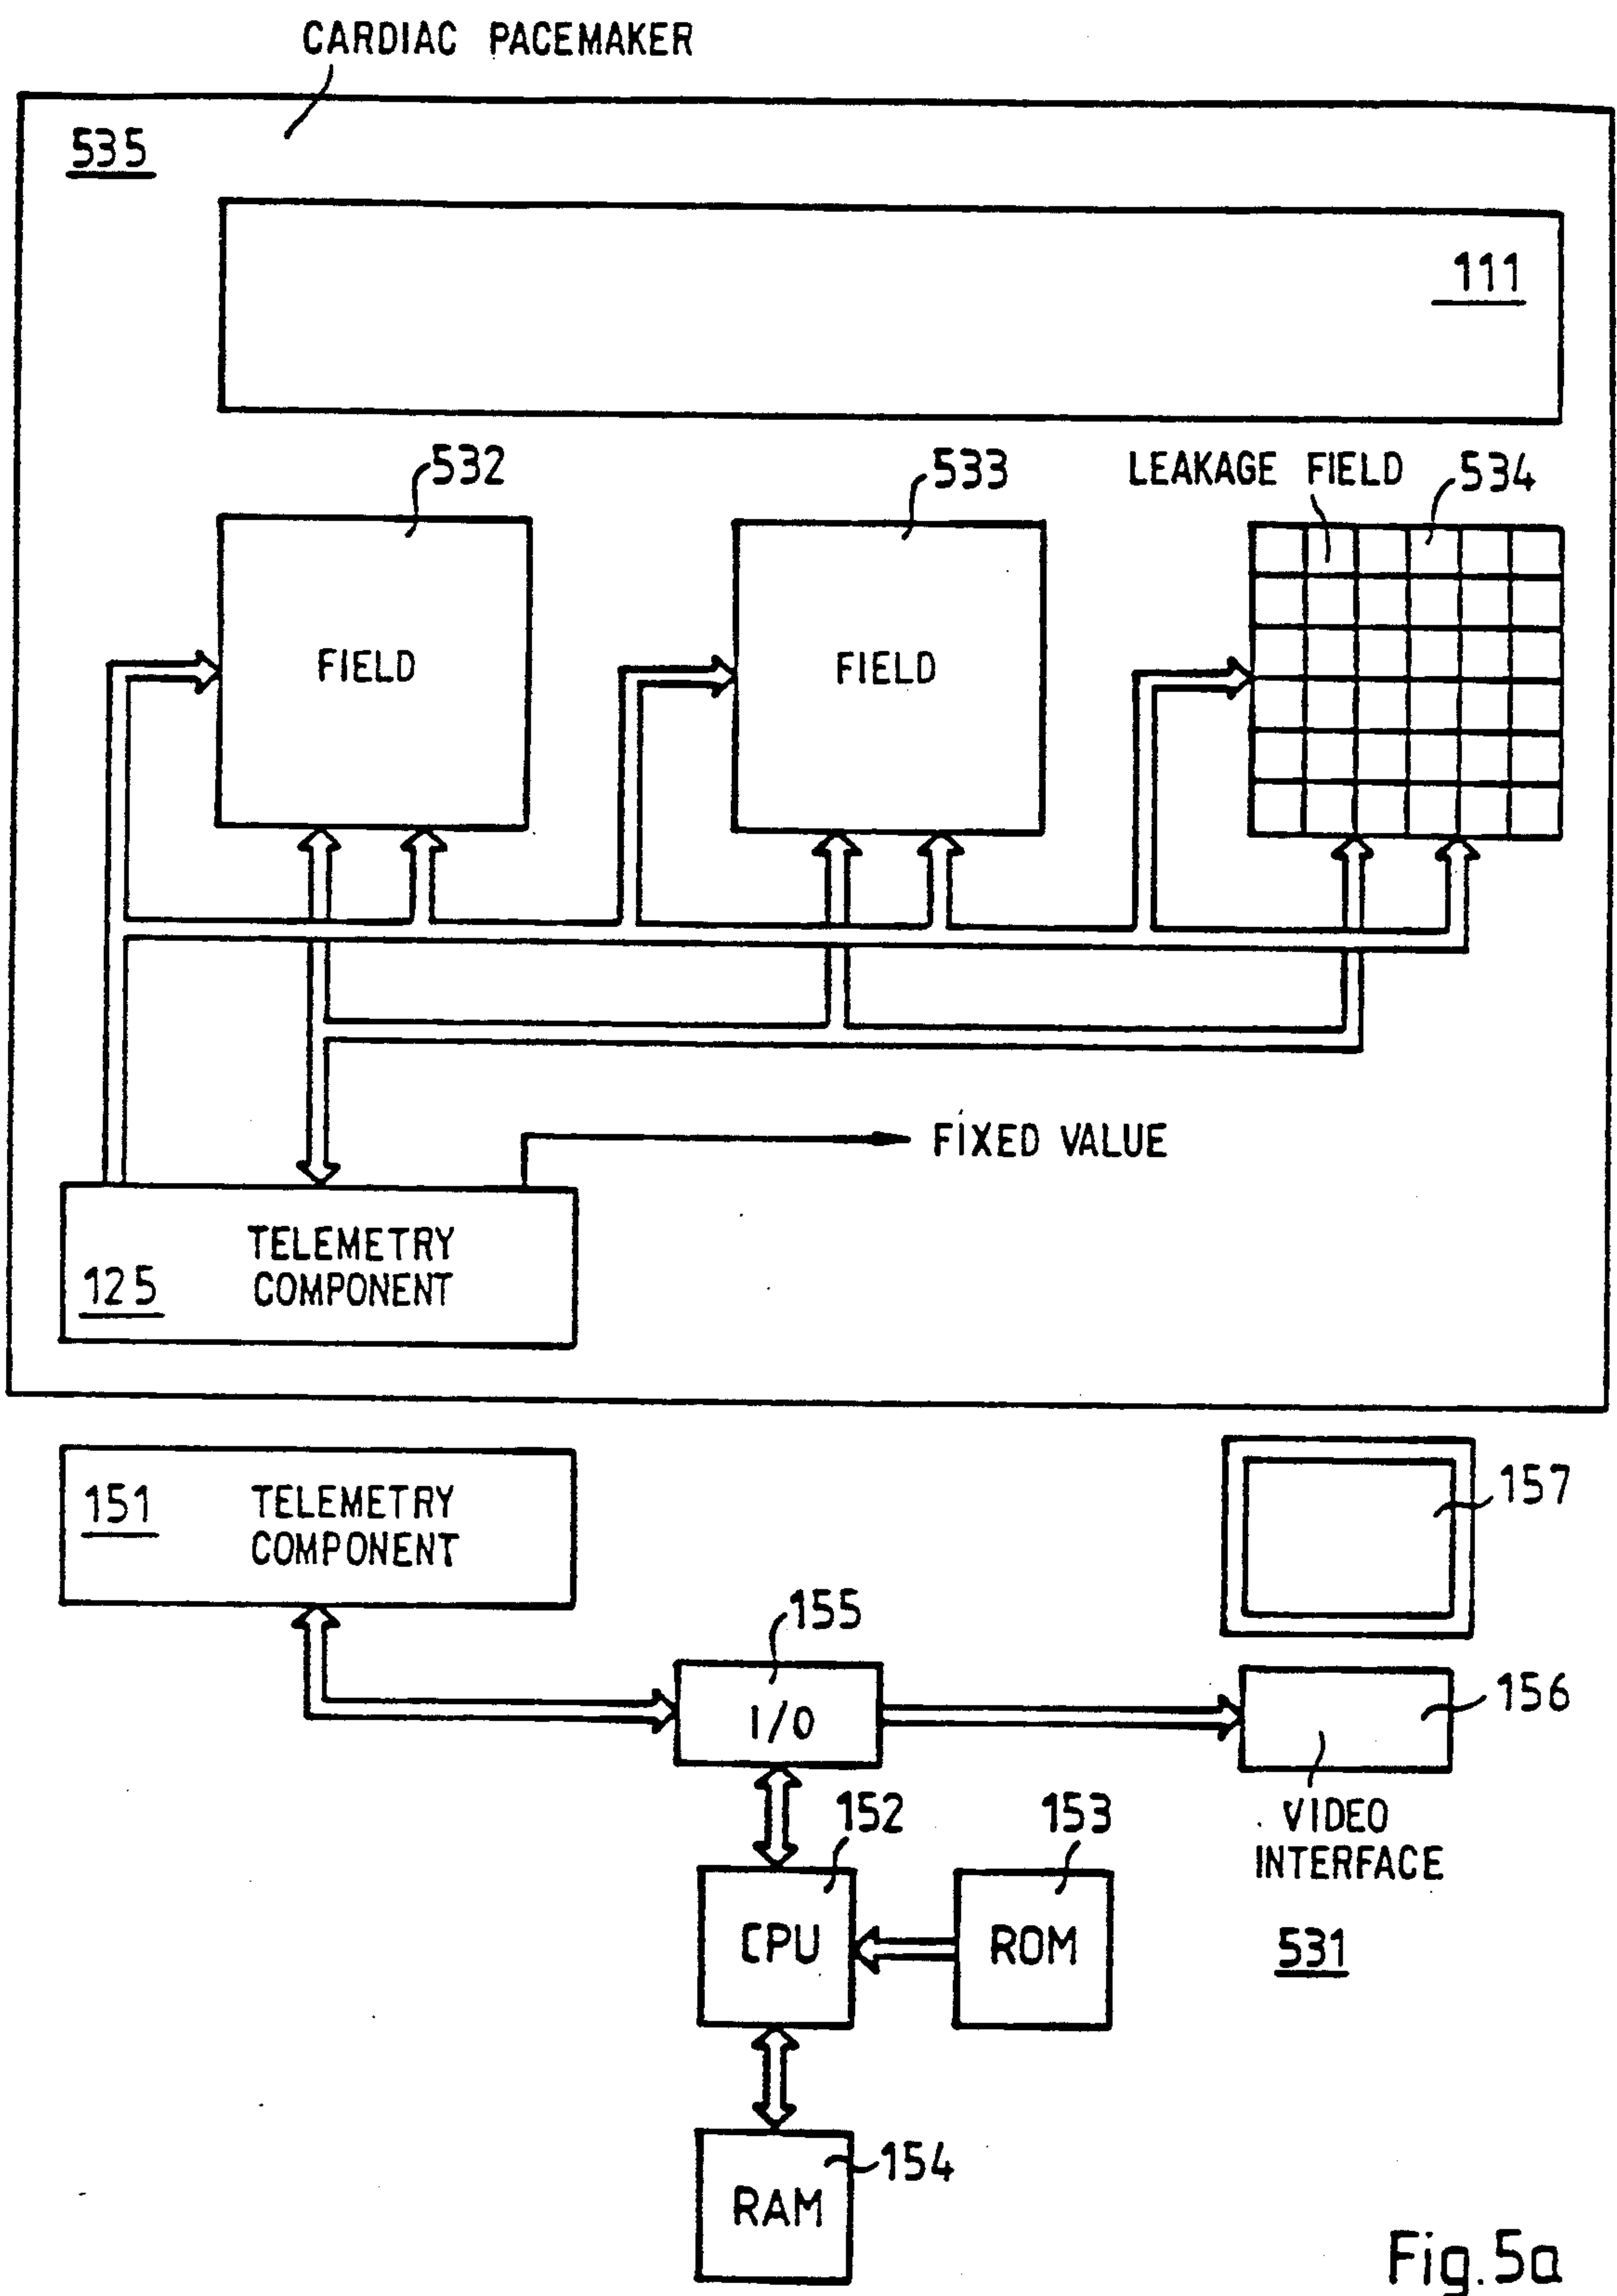 CARDIAC PACEMAKER
535
111
532
533
LEAKAGE FIELD
534
FIELD
FIELD
FIXED VALUE
TELEMETRY
COMPONENT
125
151
TELEMETRY
COMPONENT
157
155
I/O
156
VIDEO
INTERFACE
152
153
CPU
ROM
531
154
RAM
Fig.5a